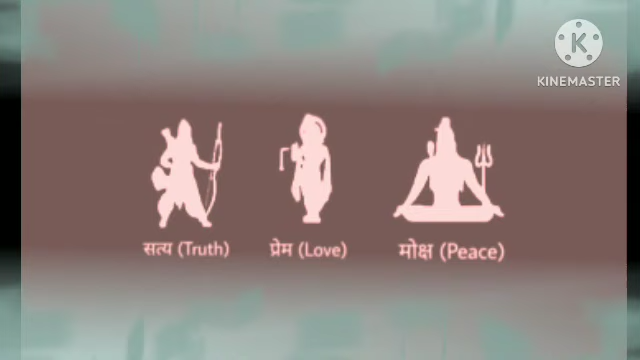 KINEMASTER
सत्य (Truth) प्रेम (Love) मोक्ष (Peace)